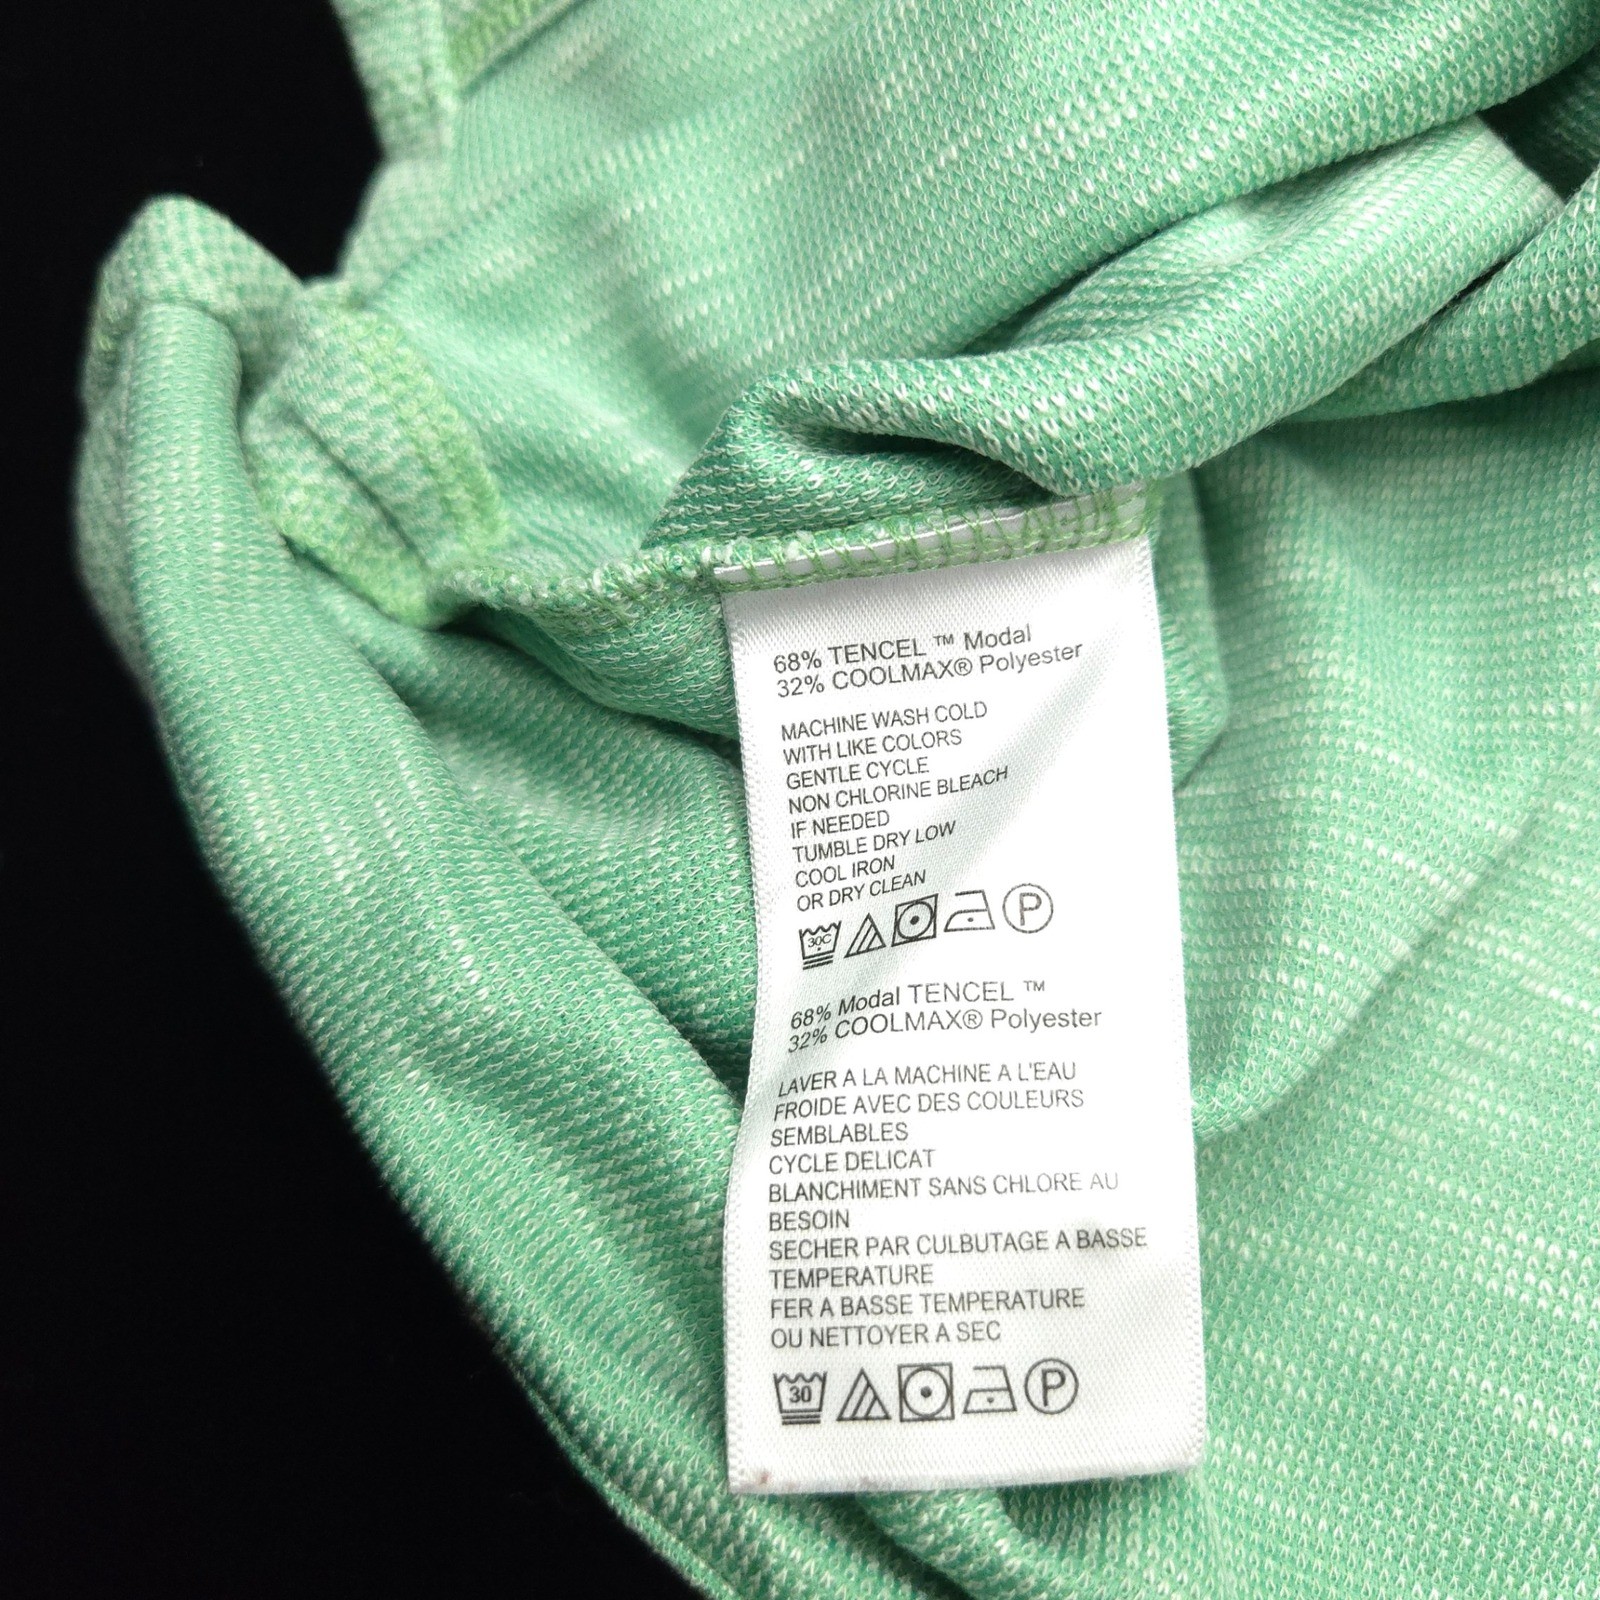 68% TENCEL ™ Modal
32% COOLMAX® Polyester
MACHINE WASH COLD
WITH LIKE COLORS
GENTLE CYCLE
NON CHLORINE BLEACH
IF NEEDED
TUMBLE DRY LOW
COOL IRON
OR DRY CLEAN
30C P
68% Modal TENCEL ™
32% COOLMAX® Polyester
LAVER A LA MACHINE A L'EAU
FROIDE AVEC DES COULEURS
SEMBLABLES
CYCLE DELICAT
BLANCHIMENT SANS CHLORE AU
BESOIN
SECHER PAR CULBUTAGE A BASSE
TEMPERATURE
FER A BASSE TEMPERATURE
OU NETTOYER A SEC
30 P